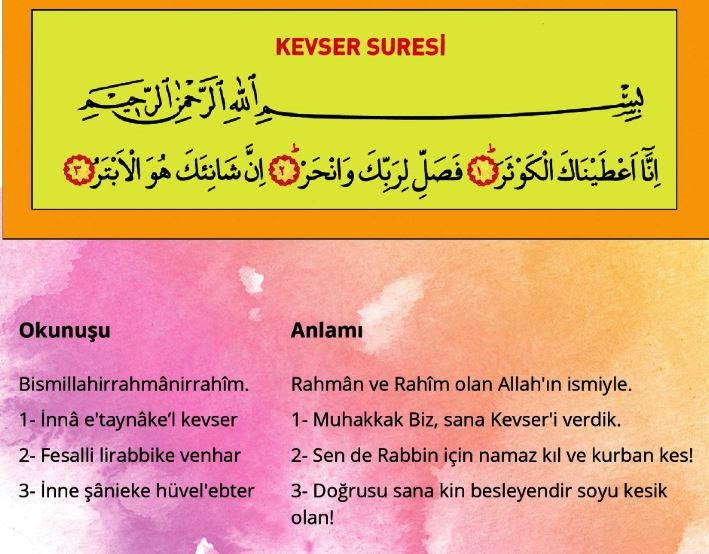 KEVSER SURESİ
بِسْمِ اللّٰهِ الرَّحْمٰنِ الرَّحِيمِ
اِنَّٓا اَعْطَيْنَاكَ الْكَوْثَرَۜ ﴿١﴾ فَصَلِّ لِرَبِّكَ وَانْحَرْۜ ﴿٢﴾ اِنَّ شَانِئَكَ هُوَ الْاَبْتَرُ ﴿٣﴾
Okunuşu
Bismillahirrahmânirrahîm.
1- İnnâ e'taynâke’l kevser
2- Fesalli lirabbike venhar
3- İnne şânieke hüvel'ebter
Anlamı
Rahmân ve Rahîm olan Allah'ın ismiyle.
1- Muhakkak Biz, sana Kevser'i verdik.
2- Sen de Rabbin için namaz kıl ve kurban kes!
3- Doğrusu sana kin besleyendir soyu kesik
olan!